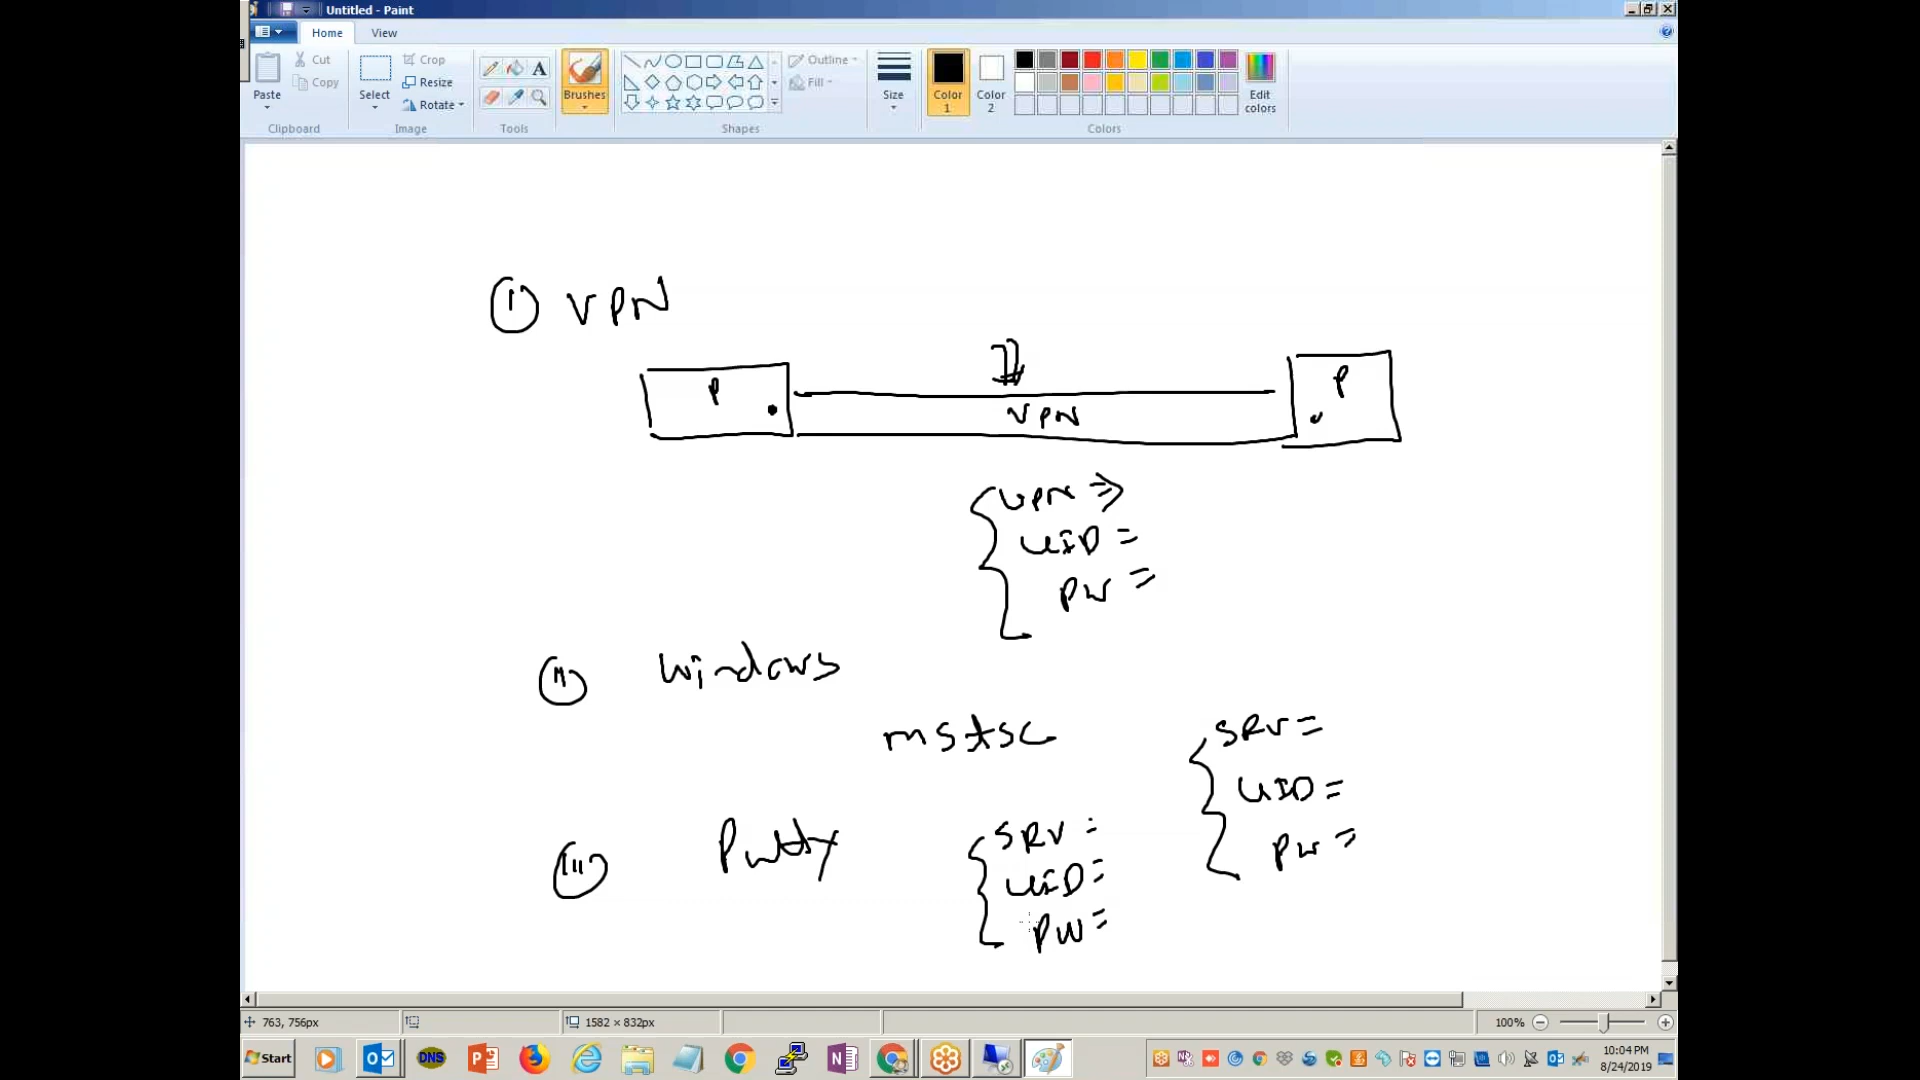 Untitled - Paint
Home View
Paste
Cut
Copy
Clipboard
Select
Crop
Resize
Rotate
Image
Tools
Brushes
Outline
Fill
Shapes
Size
Color 1
Color 2
Edit colors
Colors
I VPN
P P
VPN
VPN ⇒
UID =
PW =
II Windows
mstsc
SRV =
UID =
PW =
III Putty
SRV =
UID =
PW =
763, 756px
1582 × 832px
100%
Start
DNS
10:04 PM
8/24/2019